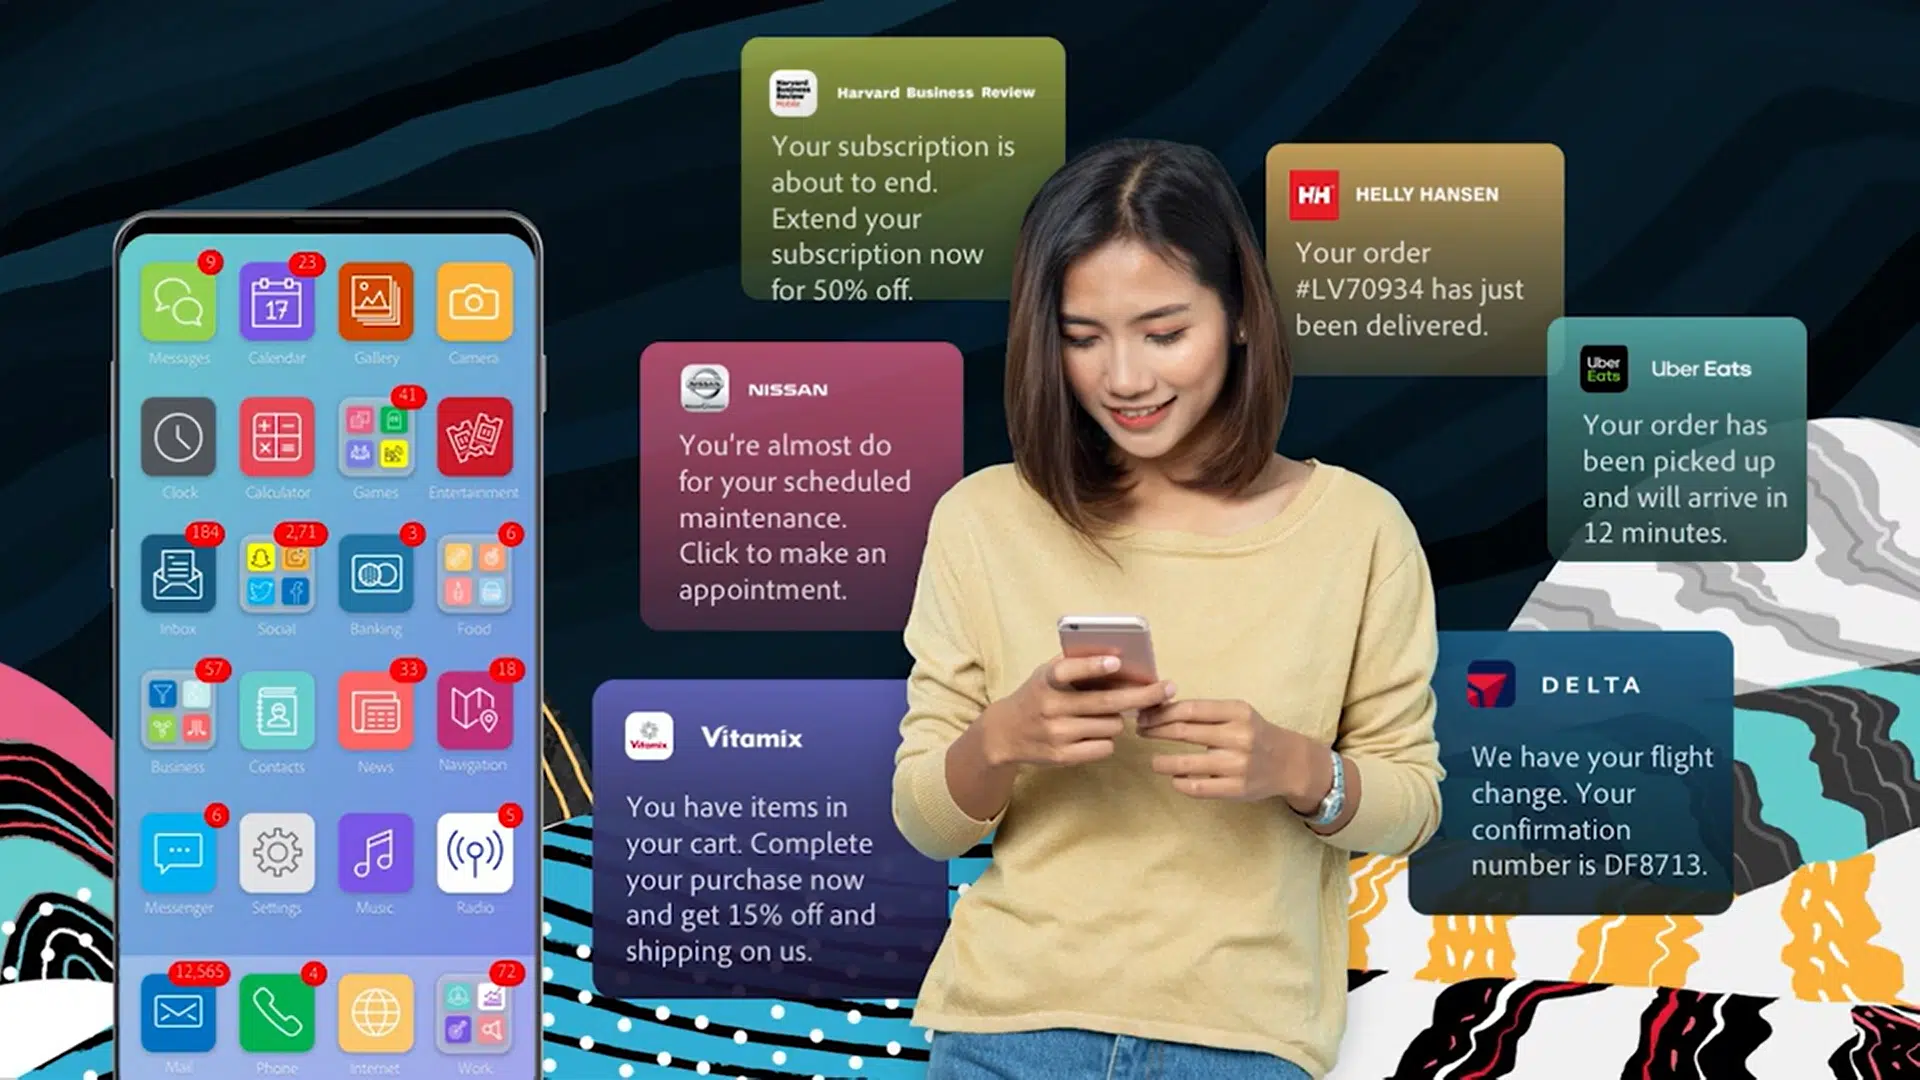 9
23
17
Messages
Calendar
Gallery
Camera
41
Clock
Calculator
Games
Entertainment
184
2,71
3
6
Inbox
Social
Banking
Food
57
33
18
Business
Contacts
News
Navigation
6
5
Messenger
Settings
Music
Radio
12,565
4
72
Mail
Phone
Internet
Work
Harvard
Business
Review
Mobile
Harvard Business Review
Your subscription is
about to end.
Extend your
subscription now
for 50% off.
HH
HELLY HANSEN
Your order
#LV70934 has just
been delivered.
NISSAN
NISSAN
You're almost do
for your scheduled
maintenance.
Click to make an
appointment.
Uber
Eats
Uber Eats
Your order has
been picked up
and will arrive in
12 minutes.
Vitamix
Vitamix
You have items in
your cart. Complete
your purchase now
and get 15% off and
shipping on us.
DELTA
We have your flight
change. Your
confirmation
number is DF8713.